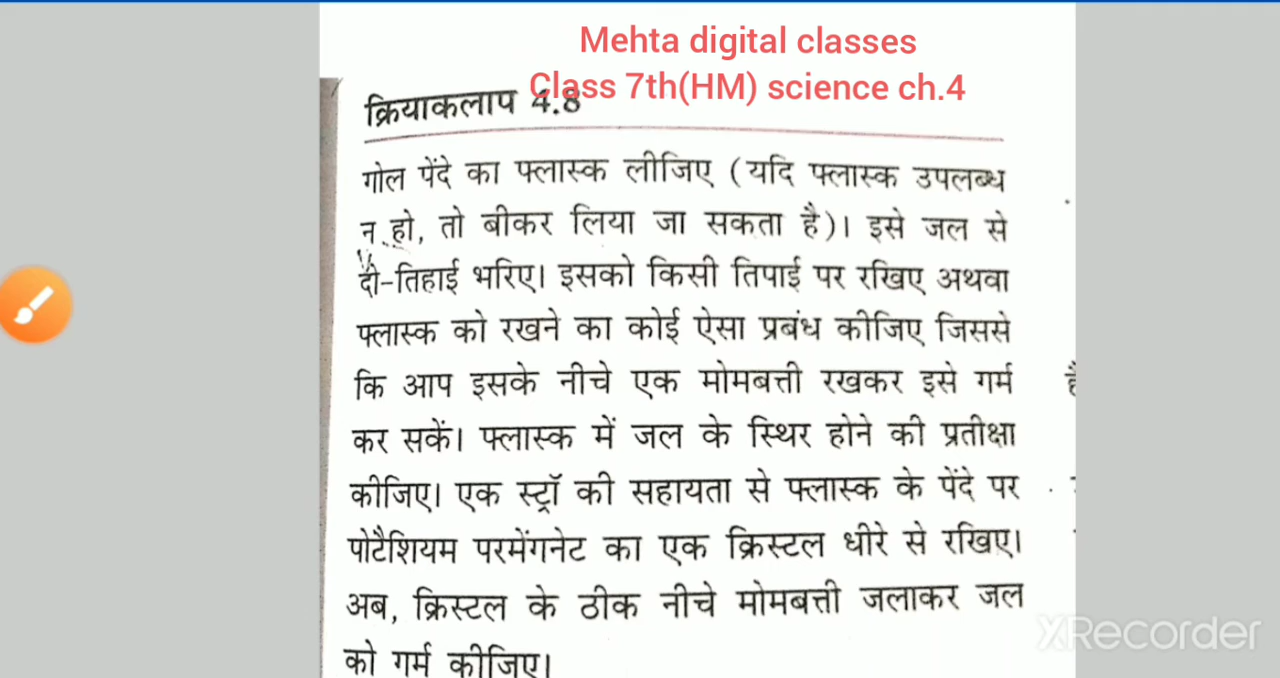 Mehta digital classes
Class 7th(HM) science ch.4
क्रियाकलाप 4.8
गोल पेंदे का फ्लास्क लीजिए (यदि फ्लास्क उपलब्ध
न हो, तो बीकर लिया जा सकता है)। इसे जल से
दो-तिहाई भरिए। इसको किसी तिपाई पर रखिए अथवा
फ्लास्क को रखने का कोई ऐसा प्रबंध कीजिए जिससे
कि आप इसके नीचे एक मोमबत्ती रखकर इसे गर्म
कर सकें। फ्लास्क में जल के स्थिर होने की प्रतीक्षा
कीजिए। एक स्ट्रॉ की सहायता से फ्लास्क के पेंदे पर
पोटैशियम परमेंगनेट का एक क्रिस्टल धीरे से रखिए।
अब, क्रिस्टल के ठीक नीचे मोमबत्ती जलाकर जल
को गर्म कीजिए।
XRecorder